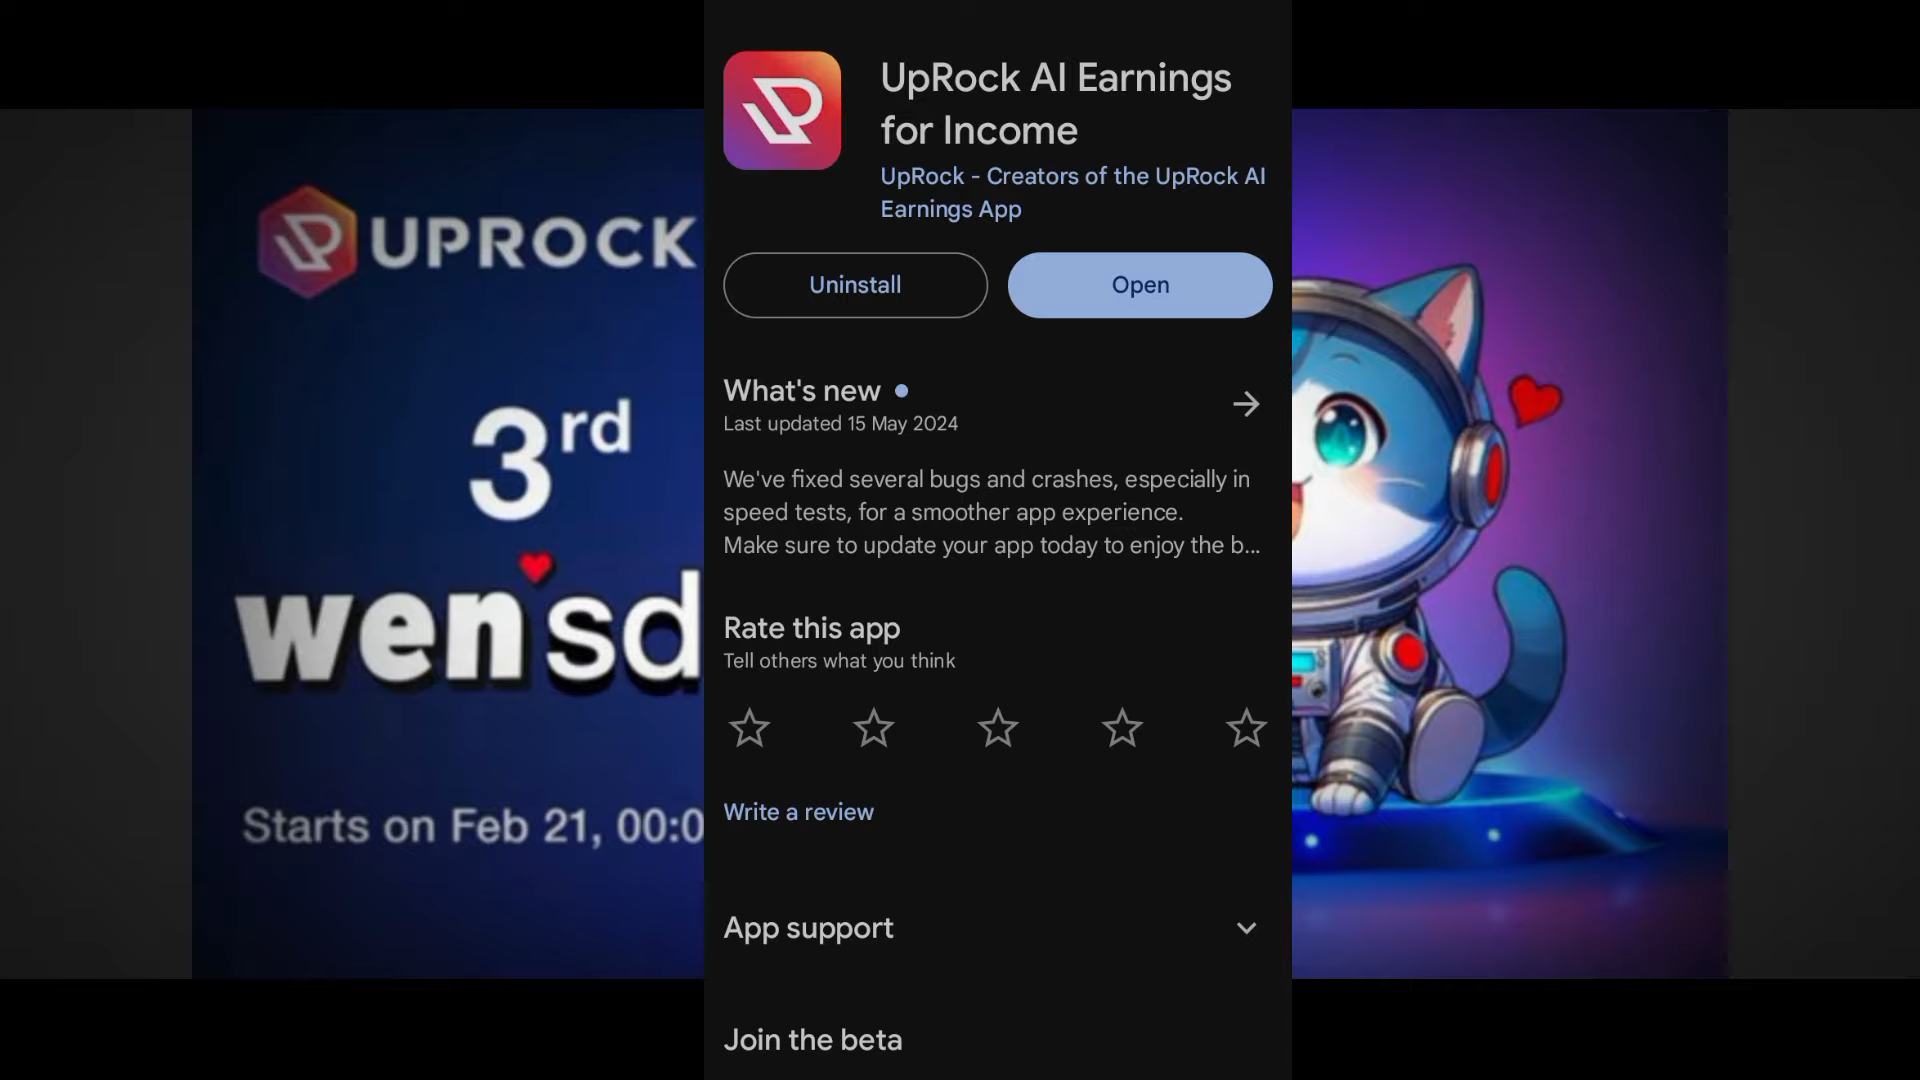 UPROCK
3rd
wen sd
Starts on Feb 21, 00:0
UpRock AI Earnings
for Income
UpRock - Creators of the UpRock AI
Earnings App
Uninstall
Open
What's new
Last updated 15 May 2024
We've fixed several bugs and crashes, especially in
speed tests, for a smoother app experience.
Make sure to update your app today to enjoy the b...
Rate this app
Tell others what you think
Write a review
App support
Join the beta